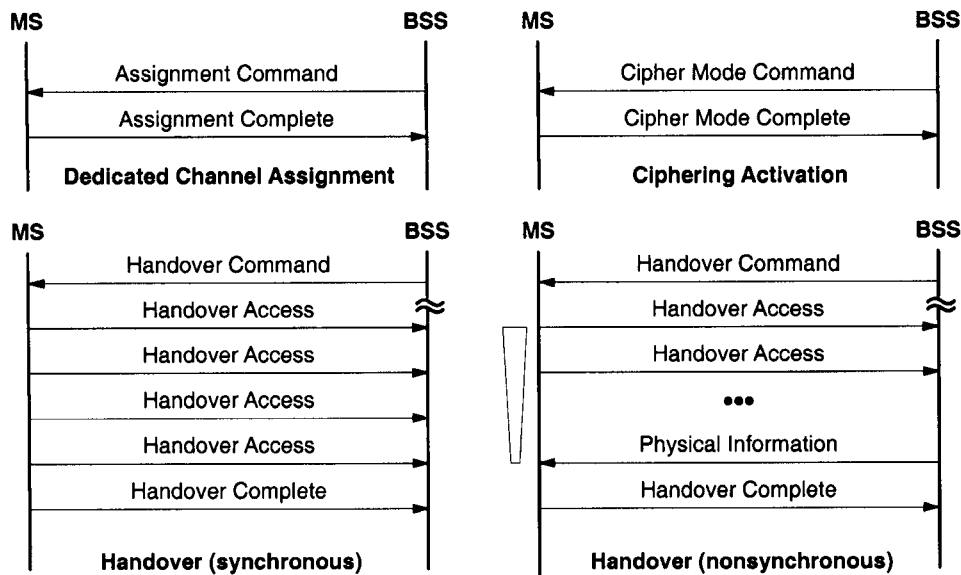 MS BSS
Assignment Command
Assignment Complete
Dedicated Channel Assignment
MS BSS
Cipher Mode Command
Cipher Mode Complete
Ciphering Activation
MS BSS
Handover Command
Handover Access
Handover Access
Handover Access
Handover Access
Handover Complete
Handover (synchronous)
MS BSS
Handover Command
Handover Access
Handover Access
•••
Physical Information
Handover Complete
Handover (nonsynchronous)